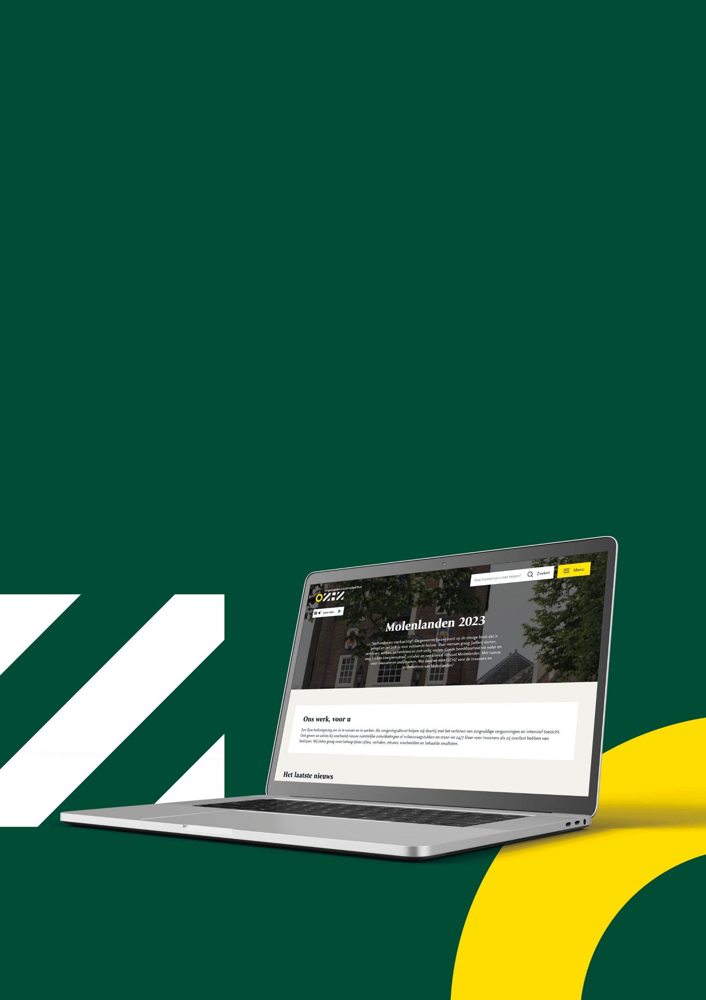 Omgevingsdienst Zuid-Holland Zuid
OZHZ
Waar kunnen we u mee helpen?
Zoeken
Menu
Lees voor
Molenlanden 2023
"Verbonden en veerkrachtig". De gemeente bouwt voort op de stevige basis dat is
gelegd en zet zich in voor voldoende huizen. Waar mensen graag (willen) wonen,
verblijven, werken, samenleven en zich veilig voelen. Goede bereikbaarheid via water en
weg. En een energieneutraal, circulair en een klimaat robuust Molenlanden. Met ruimte
voor innovatie en ondernemen. Wat deed en doet OZHZ voor de inwoners en
ondernemers van Molenlanden?
Ons werk, voor u
Een fijne leefomgeving om in te wonen en te werken. Als omgevingsdienst helpen wij daarbij met het verlenen van zorgvuldige vergunningen en intensief toezicht.
Ook geven we advies bij voorbeeld nieuwe ruimtelijke ontwikkelingen of milieuvraagstukken en staan we 24/7 klaar voor inwoners als zij overlast hebben van
bedrijven. Wij delen graag onze belangrijkste cijfers, verhalen, nieuws, voorbeelden en behaalde resultaten.
Het laatste nieuws